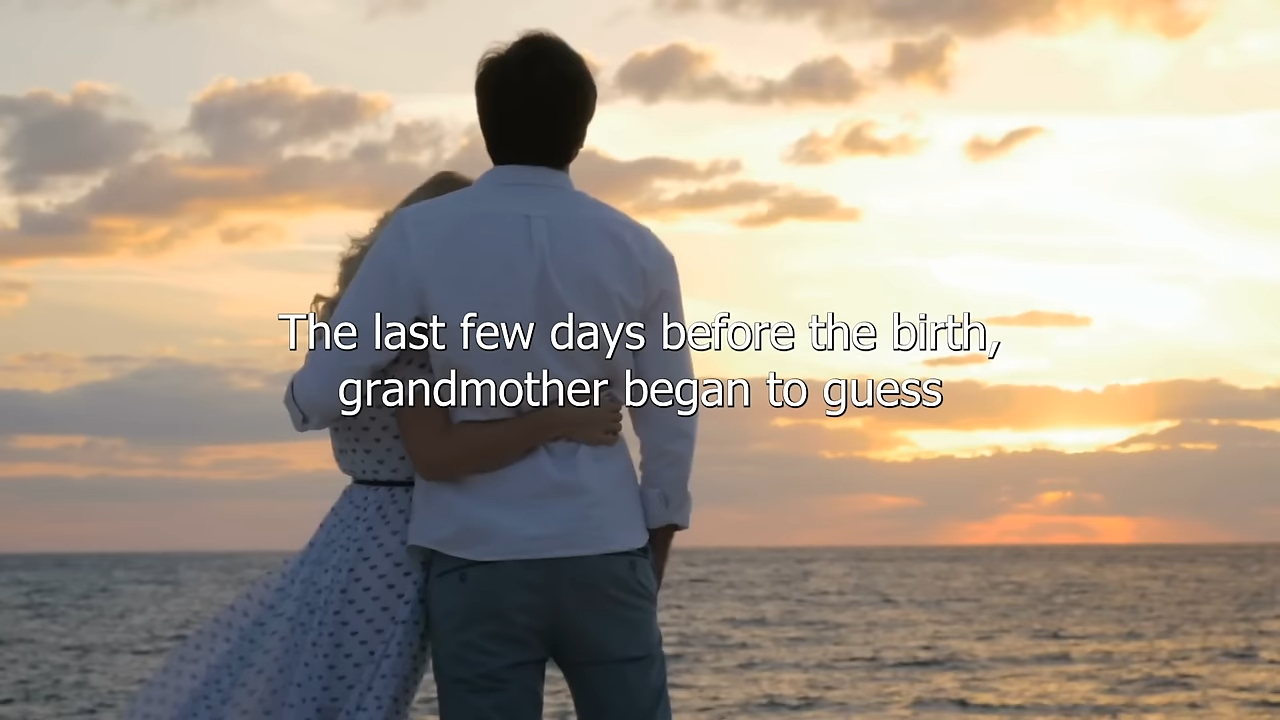 The last few days before the birth,
grandmother began to guess